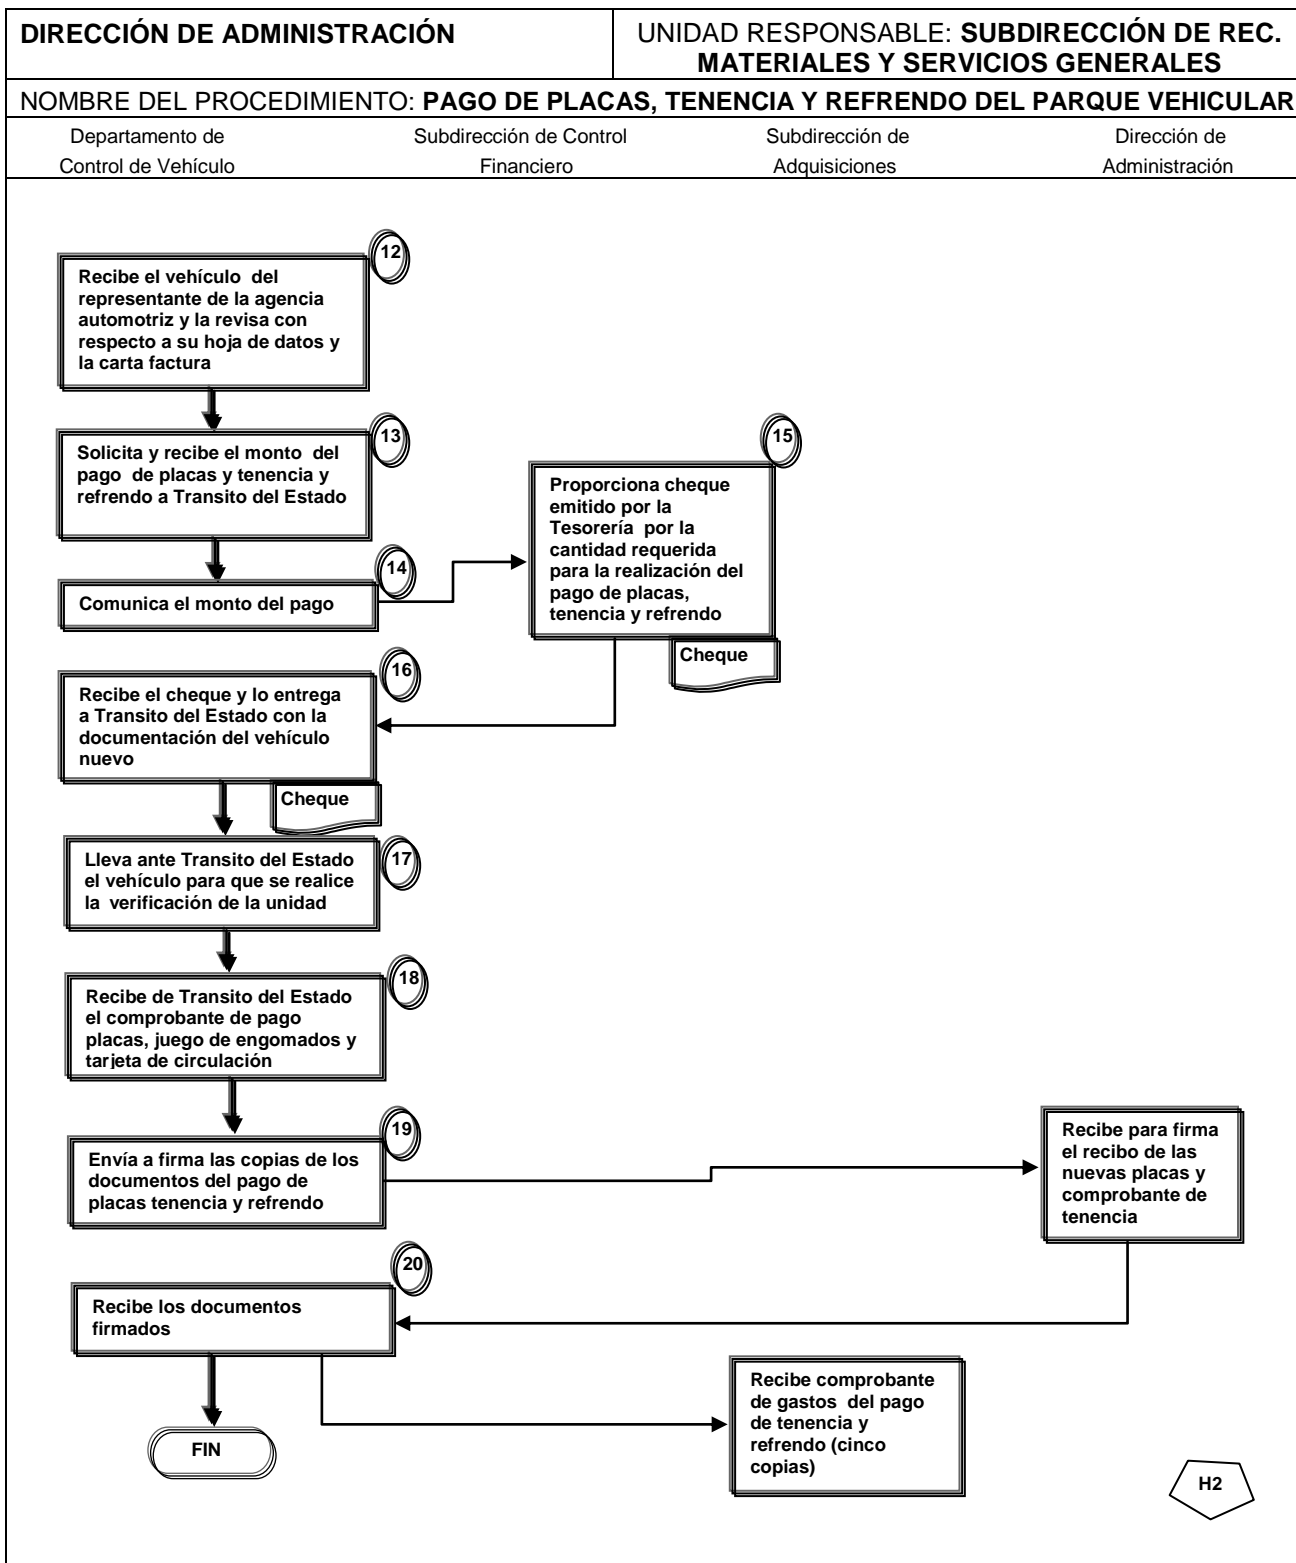 DIRECCIÓN DE ADMINISTRACIÓN
UNIDAD RESPONSABLE: SUBDIRECCIÓN DE REC.
MATERIALES Y SERVICIOS GENERALES
NOMBRE DEL PROCEDIMIENTO: PAGO DE PLACAS, TENENCIA Y REFRENDO DEL PARQUE VEHICULAR
Departamento de
Control de Vehículo
Subdirección de Control
Financiero
Subdirección de
Adquisiciones
Dirección de
Administración
12
Recibe el vehículo del
representante de la agencia
automotriz y la revisa con
respecto a su hoja de datos y
la carta factura
13
Solicita y recibe el monto del
pago de placas y tenencia y
refrendo a Transito del Estado
14
Comunica el monto del pago
15
Proporciona cheque
emitido por la
Tesorería por la
cantidad requerida
para la realización del
pago de placas,
tenencia y refrendo
Cheque
16
Recibe el cheque y lo entrega
a Transito del Estado con la
documentación del vehículo
nuevo
Cheque
17
Lleva ante Transito del Estado
el vehículo para que se realice
la verificación de la unidad
18
Recibe de Transito del Estado
el comprobante de pago
placas, juego de engomados y
tarjeta de circulación
19
Envía a firma las copias de los
documentos del pago de
placas tenencia y refrendo
Recibe para firma
el recibo de las
nuevas placas y
comprobante de
tenencia
20
Recibe los documentos
firmados
Recibe comprobante
de gastos del pago
de tenencia y
refrendo (cinco
copias)
FIN
H2